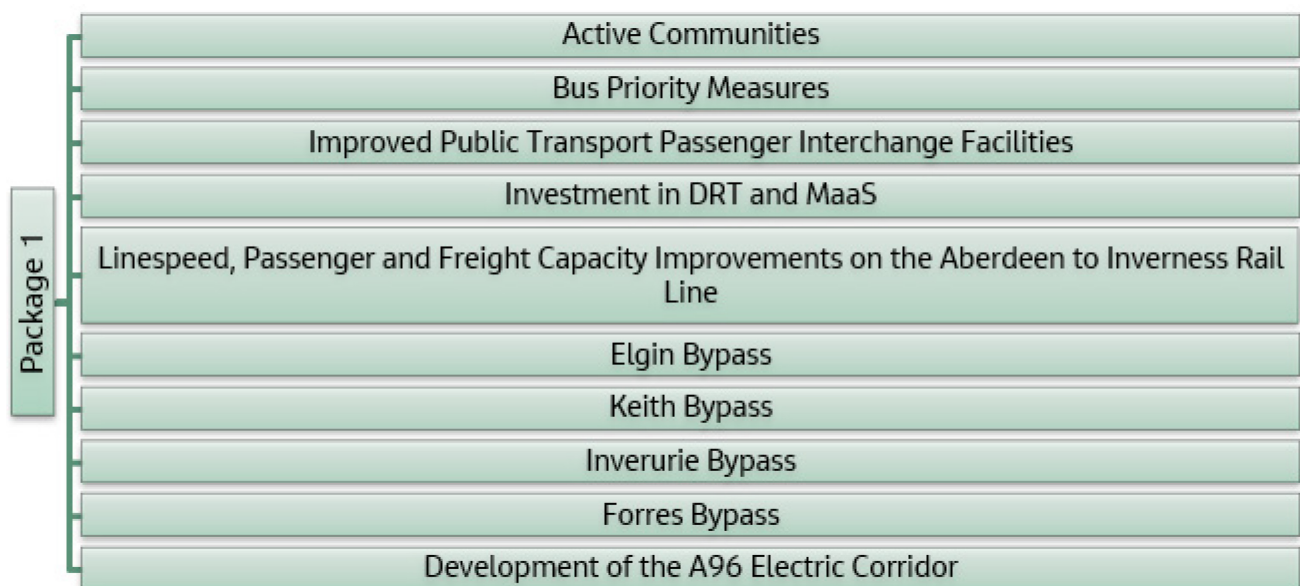 Package 1
Active Communities
Bus Priority Measures
Improved Public Transport Passenger Interchange Facilities
Investment in DRT and MaaS
Linespeed, Passenger and Freight Capacity Improvements on the Aberdeen to Inverness Rail
Line
Elgin Bypass
Keith Bypass
Inverurie Bypass
Forres Bypass
Development of the A96 Electric Corridor